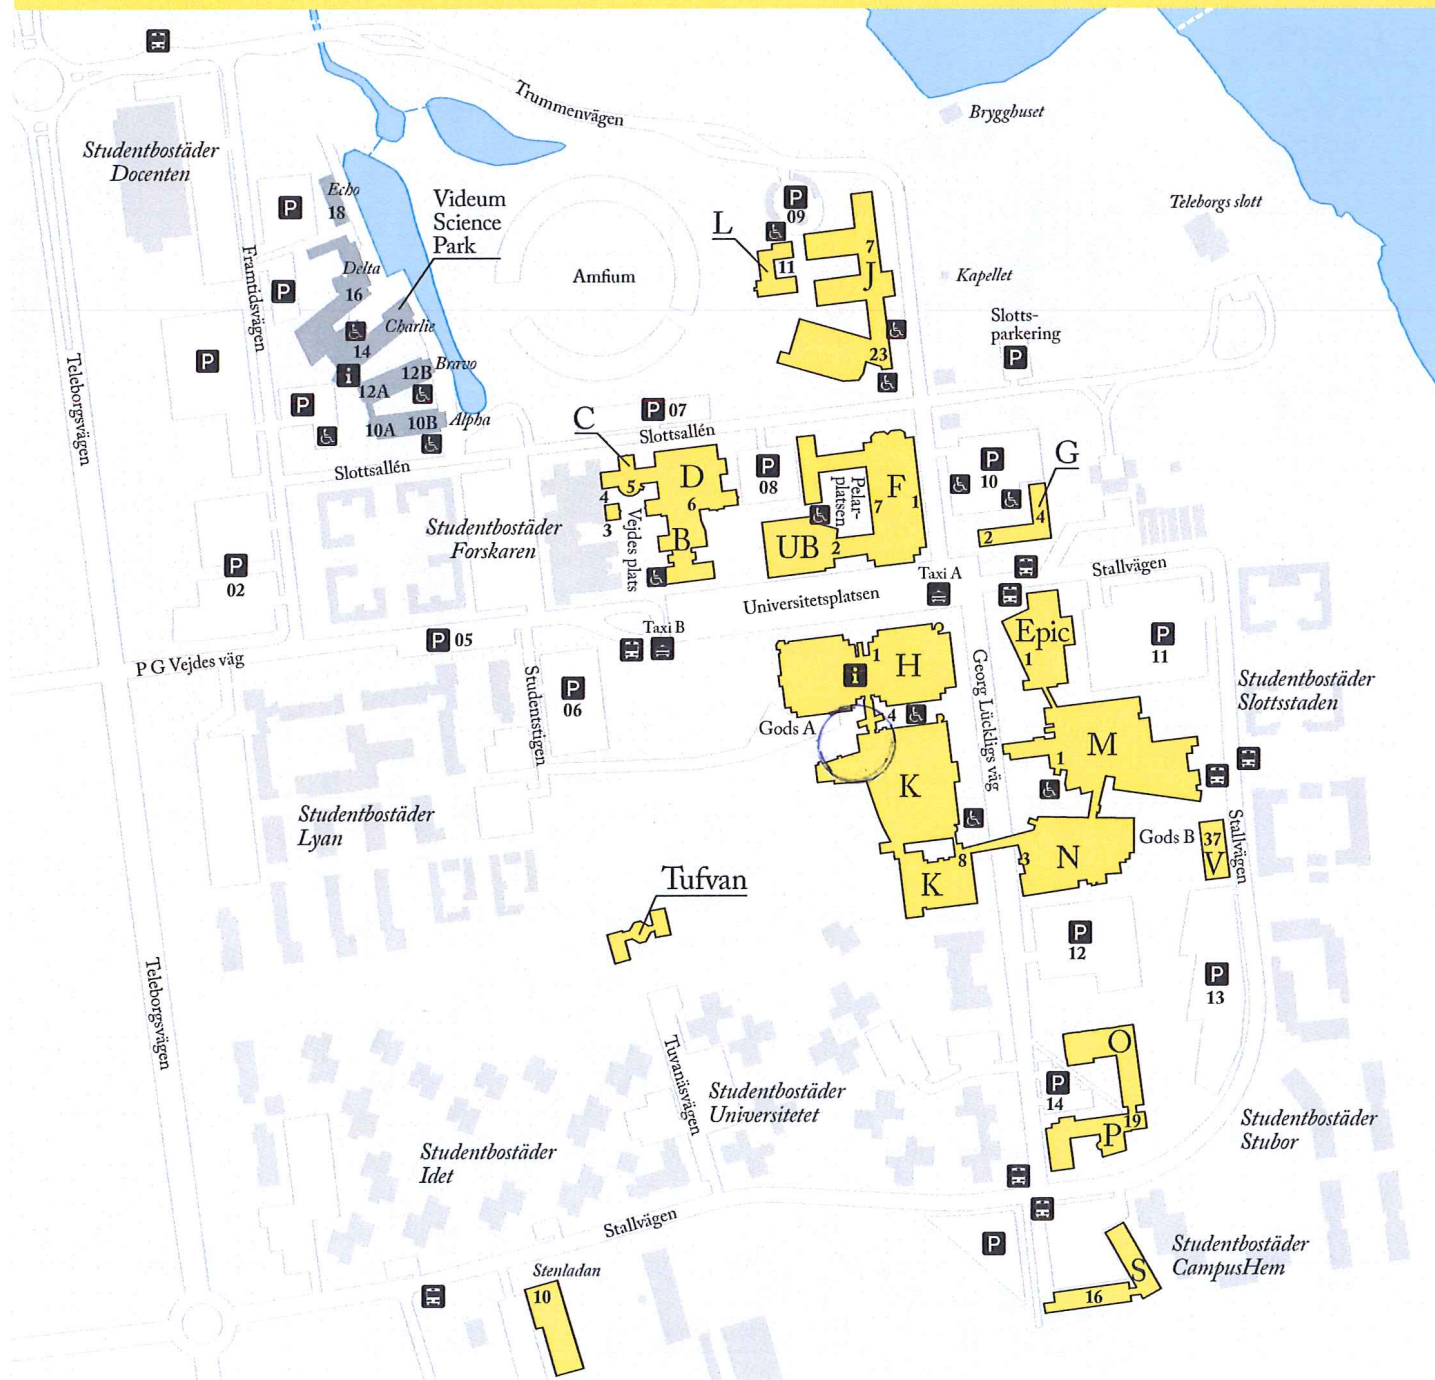 Trummenvägen
Brygghuset
Studentbostäder
Docenten
Echo
18
Videum
Science
Park
P
P
09
L
11
7
J
Teleborgs slott
Framtidsvägen
Delta
16
P
Amfium
Kapellet
Slotts-
parkering
P
Charlie
14
i
12A
12B
Bravo
23
Teleborgsvägen
P
P
10A
10B
Alpha
C
P 07
Slottsallén
Slottsallén
D
P
08
F
7
1
Pelar-
platsen
P
10
G
4
2
5
4
3
6
B
Vejdes plats
UB
2
Studentbostäder
Forskaren
P
02
Taxi A
Stallvägen
Universitetsplatsen
P 05
Taxi B
P G Vejdes väg
Epic
1
P
11
1
H
i
Studentstigen
P
06
Georg Lückligs väg
Studentbostäder
Slottsstaden
Gods A
4
M
1
K
Studentbostäder
Lyan
Gods B
37
V
Stallvägen
8
3
N
K
Tufvan
P
12
P
13
Teleborgsvägen
O
Tuvanäsvägen
P
14
Studentbostäder
Universitetet
19
P
Studentbostäder
Stubor
Studentbostäder
Idet
Stallvägen
P
Studentbostäder
CampusHem
S
16
Stenladan
10